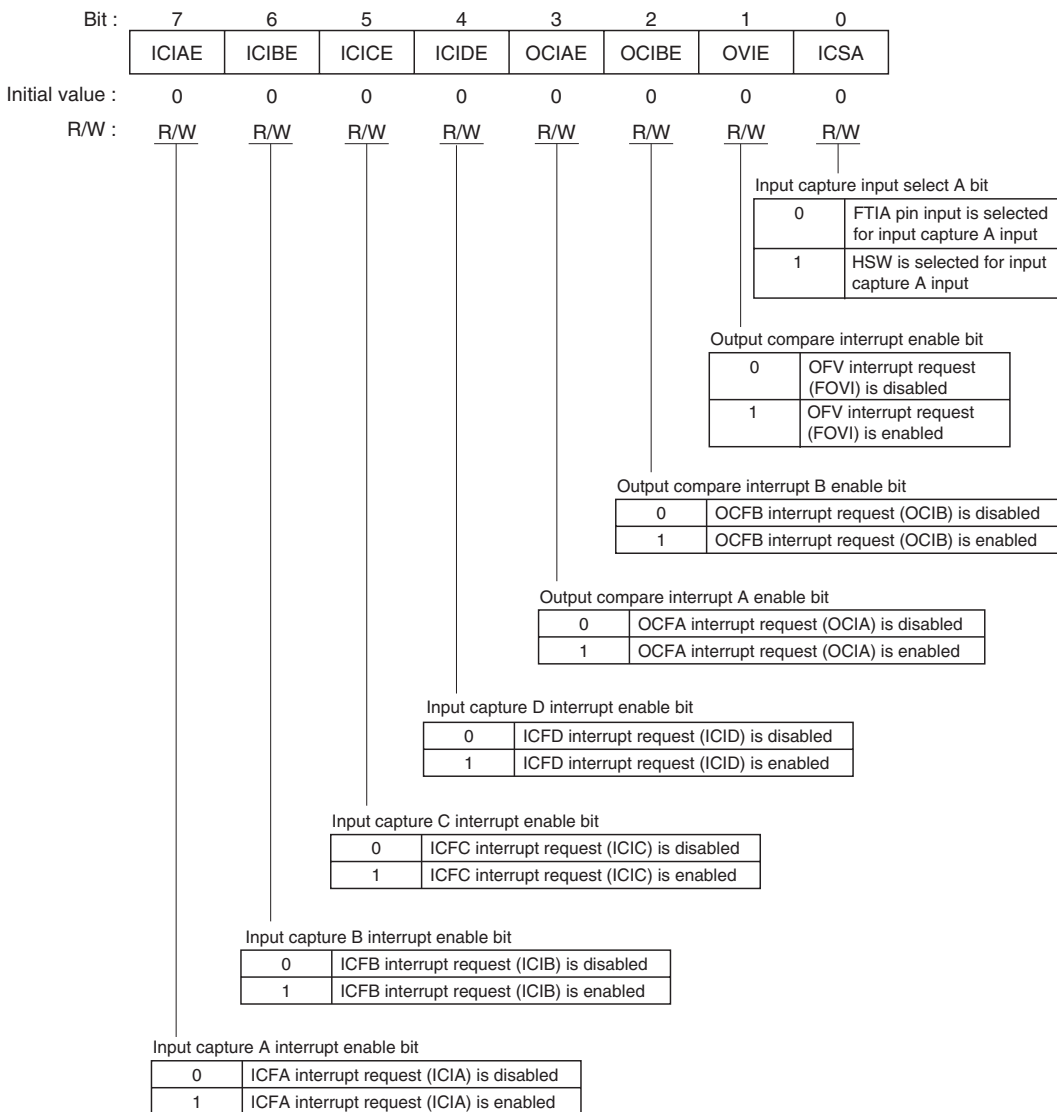 Bit : 7 6 5 4 3 2 1 0
ICIAE ICIBE ICICE ICIDE OCIAE OCIBE OVIE ICSA
Initial value : 0 0 0 0 0 0 0 0
R/W : R/W R/W R/W R/W R/W R/W R/W R/W
Input capture input select A bit
0 FTIA pin input is selected
for input capture A input
1 HSW is selected for input
capture A input
Output compare interrupt enable bit
0 OFV interrupt request
(FOVI) is disabled
1 OFV interrupt request
(FOVI) is enabled
Output compare interrupt B enable bit
0 OCFB interrupt request (OCIB) is disabled
1 OCFB interrupt request (OCIB) is enabled
Output compare interrupt A enable bit
0 OCFA interrupt request (OCIA) is disabled
1 OCFA interrupt request (OCIA) is enabled
Input capture D interrupt enable bit
0 ICFD interrupt request (ICID) is disabled
1 ICFD interrupt request (ICID) is enabled
Input capture C interrupt enable bit
0 ICFC interrupt request (ICIC) is disabled
1 ICFC interrupt request (ICIC) is enabled
Input capture B interrupt enable bit
0 ICFB interrupt request (ICIB) is disabled
1 ICFB interrupt request (ICIB) is enabled
Input capture A interrupt enable bit
0 ICFA interrupt request (ICIA) is disabled
1 ICFA interrupt request (ICIA) is enabled